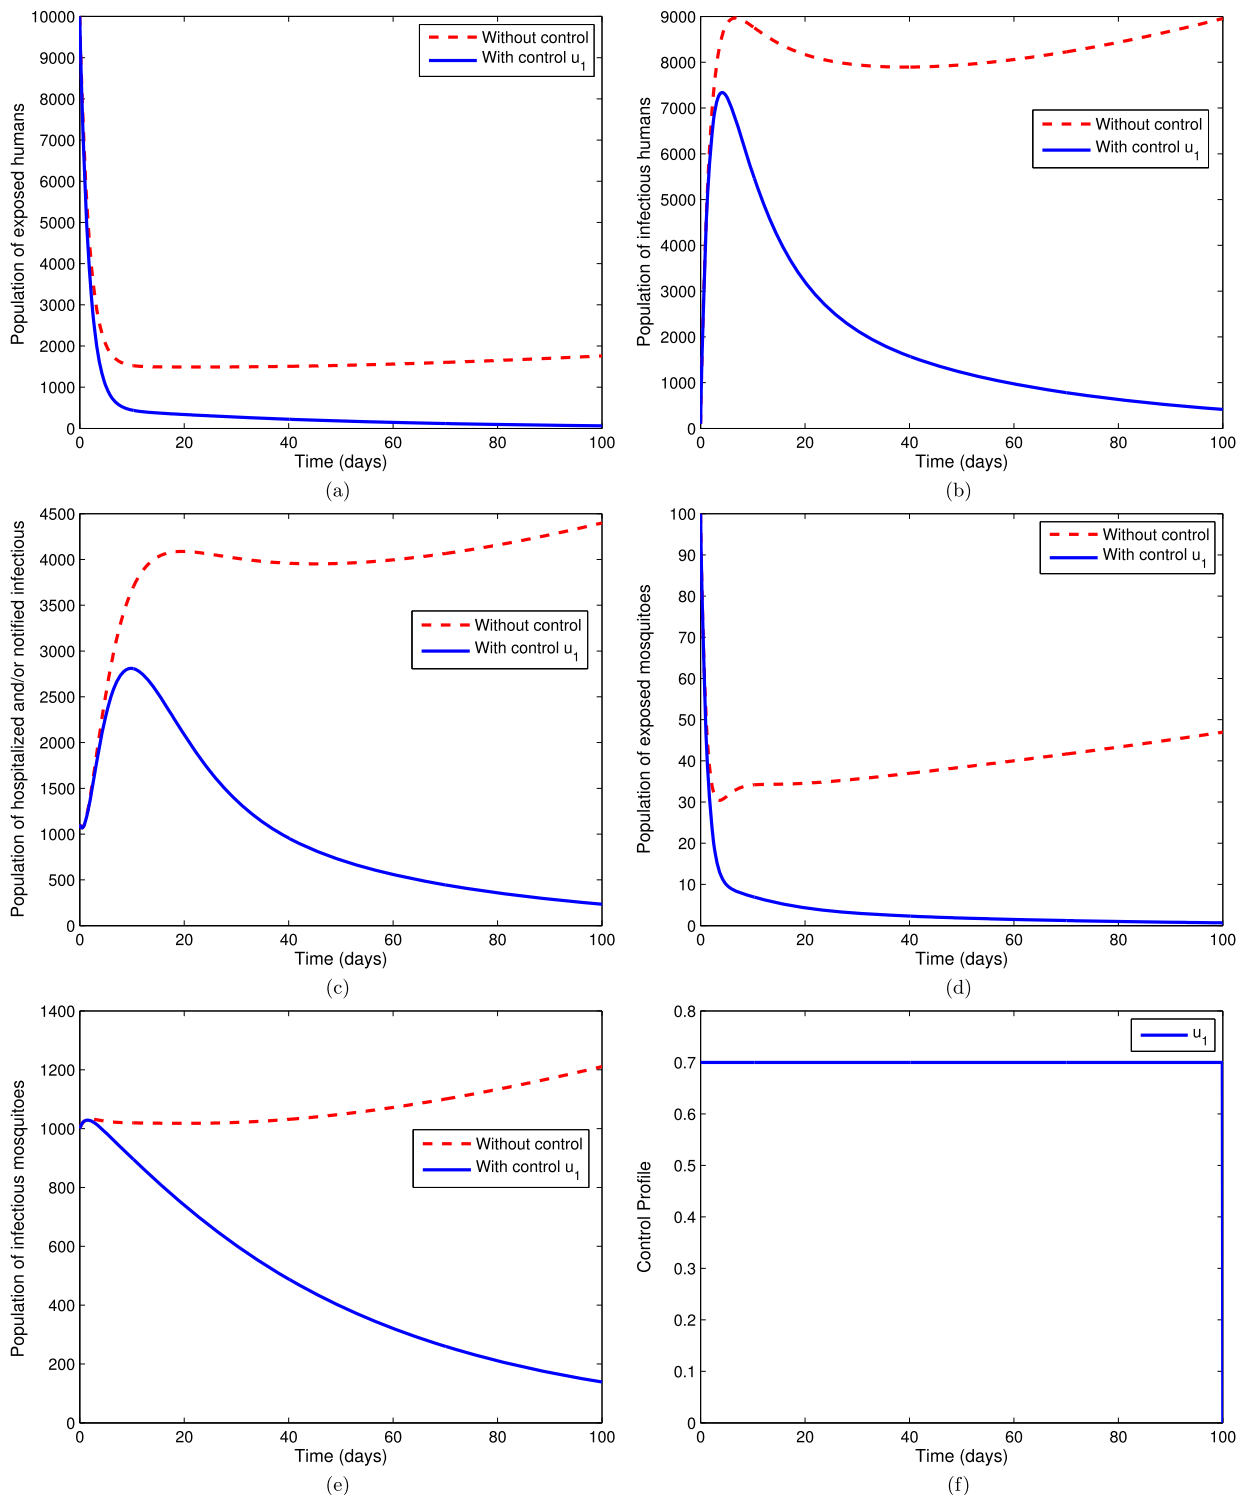 10000
9000
8000
7000
6000
5000
4000
3000
2000
1000
0
Population of exposed humans
Without control
With control u1
0 20 40 60 80 100
Time (days)
(a)
9000
8000
7000
6000
5000
4000
3000
2000
1000
0
Population of infectious humans
Without control
With control u1
0 20 40 60 80 100
Time (days)
(b)
4500
4000
3500
3000
2500
2000
1500
1000
500
0
Population of hospitalized and/or notified infectious
Without control
With control u1
0 20 40 60 80 100
Time (days)
(c)
100
90
80
70
60
50
40
30
20
10
0
Population of exposed mosquitoes
Without control
With control u1
0 20 40 60 80 100
Time (days)
(d)
1400
1200
1000
800
600
400
200
0
Population of infectious mosquitoes
Without control
With control u1
0 20 40 60 80 100
Time (days)
(e)
0.8
0.7
0.6
0.5
0.4
0.3
0.2
0.1
0
Control Profile
u1
0 20 40 60 80 100
Time (days)
(f)